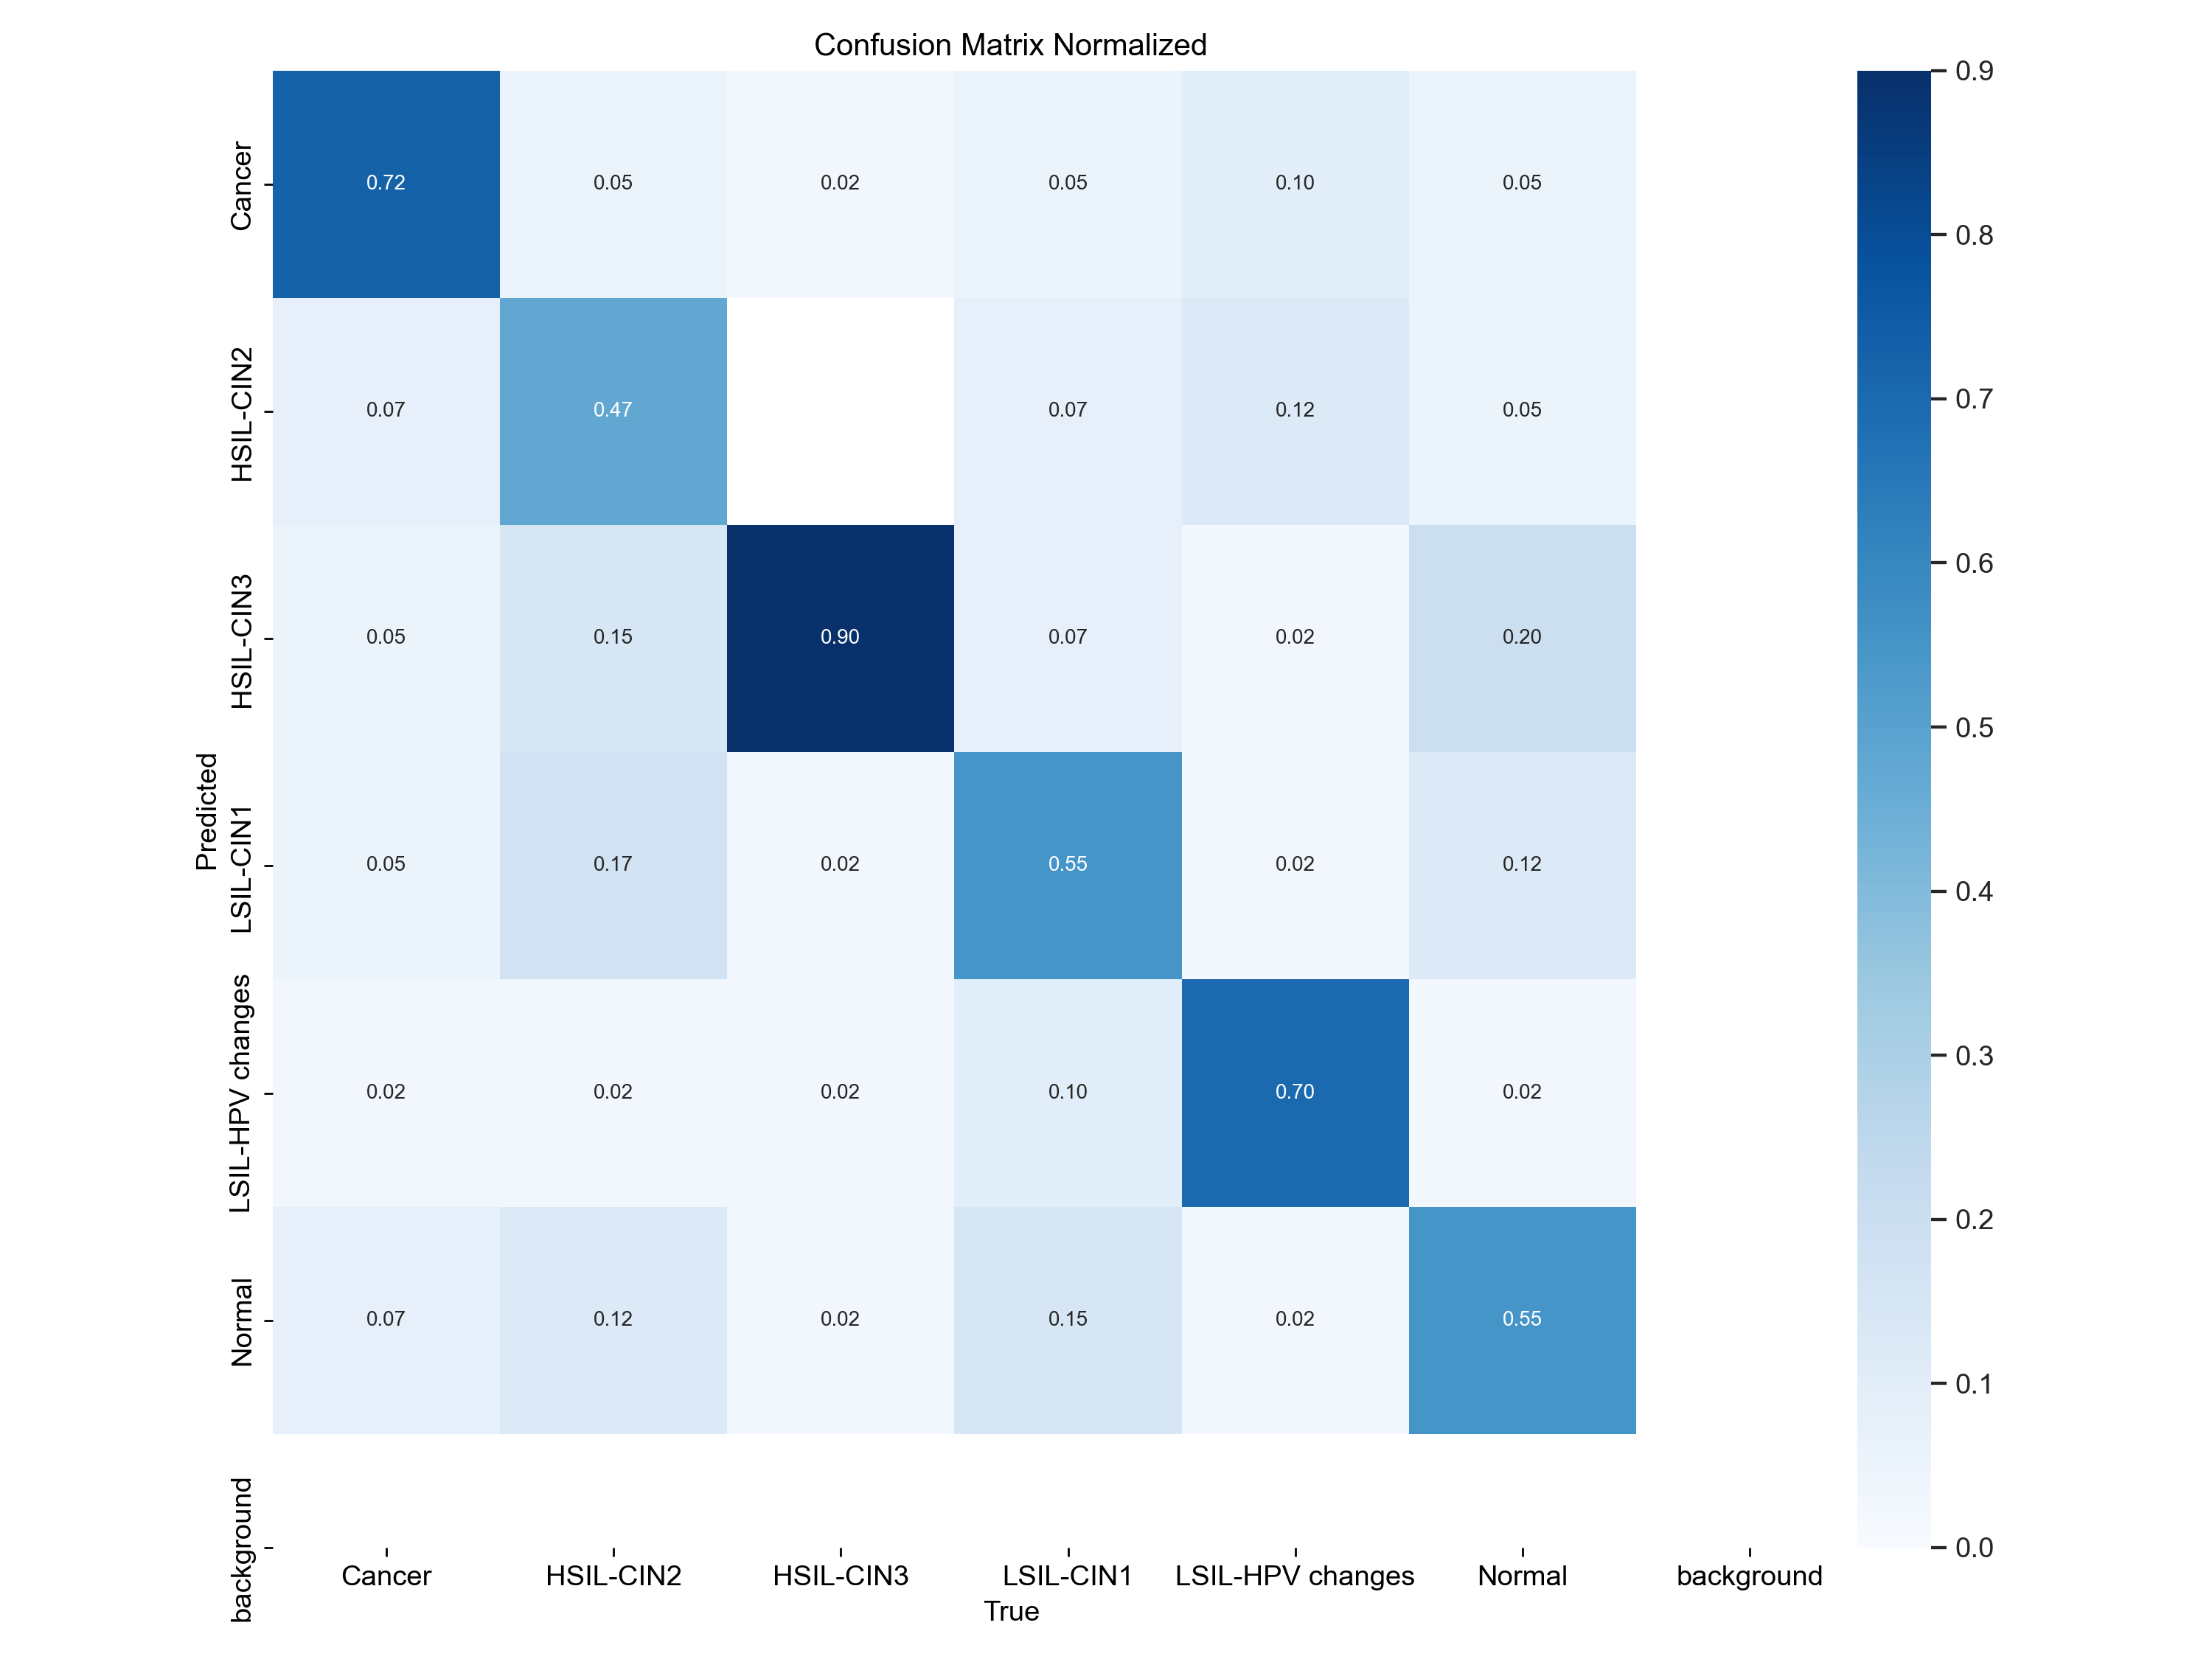 Confusion Matrix Normalized
Predicted
Cancer
0.72 0.05 0.02 0.05 0.10 0.05
HSIL-CIN2
0.07 0.47 0.07 0.12 0.05
HSIL-CIN3
0.05 0.15 0.90 0.07 0.02 0.20
LSIL-CIN1
0.05 0.17 0.02 0.55 0.02 0.12
LSIL-HPV changes
0.02 0.02 0.02 0.10 0.70 0.02
Normal
0.07 0.12 0.02 0.15 0.02 0.55
background
Cancer HSIL-CIN2 HSIL-CIN3 LSIL-CIN1 LSIL-HPV changes Normal background
True
0.9
0.8
0.7
0.6
0.5
0.4
0.3
0.2
0.1
0.0